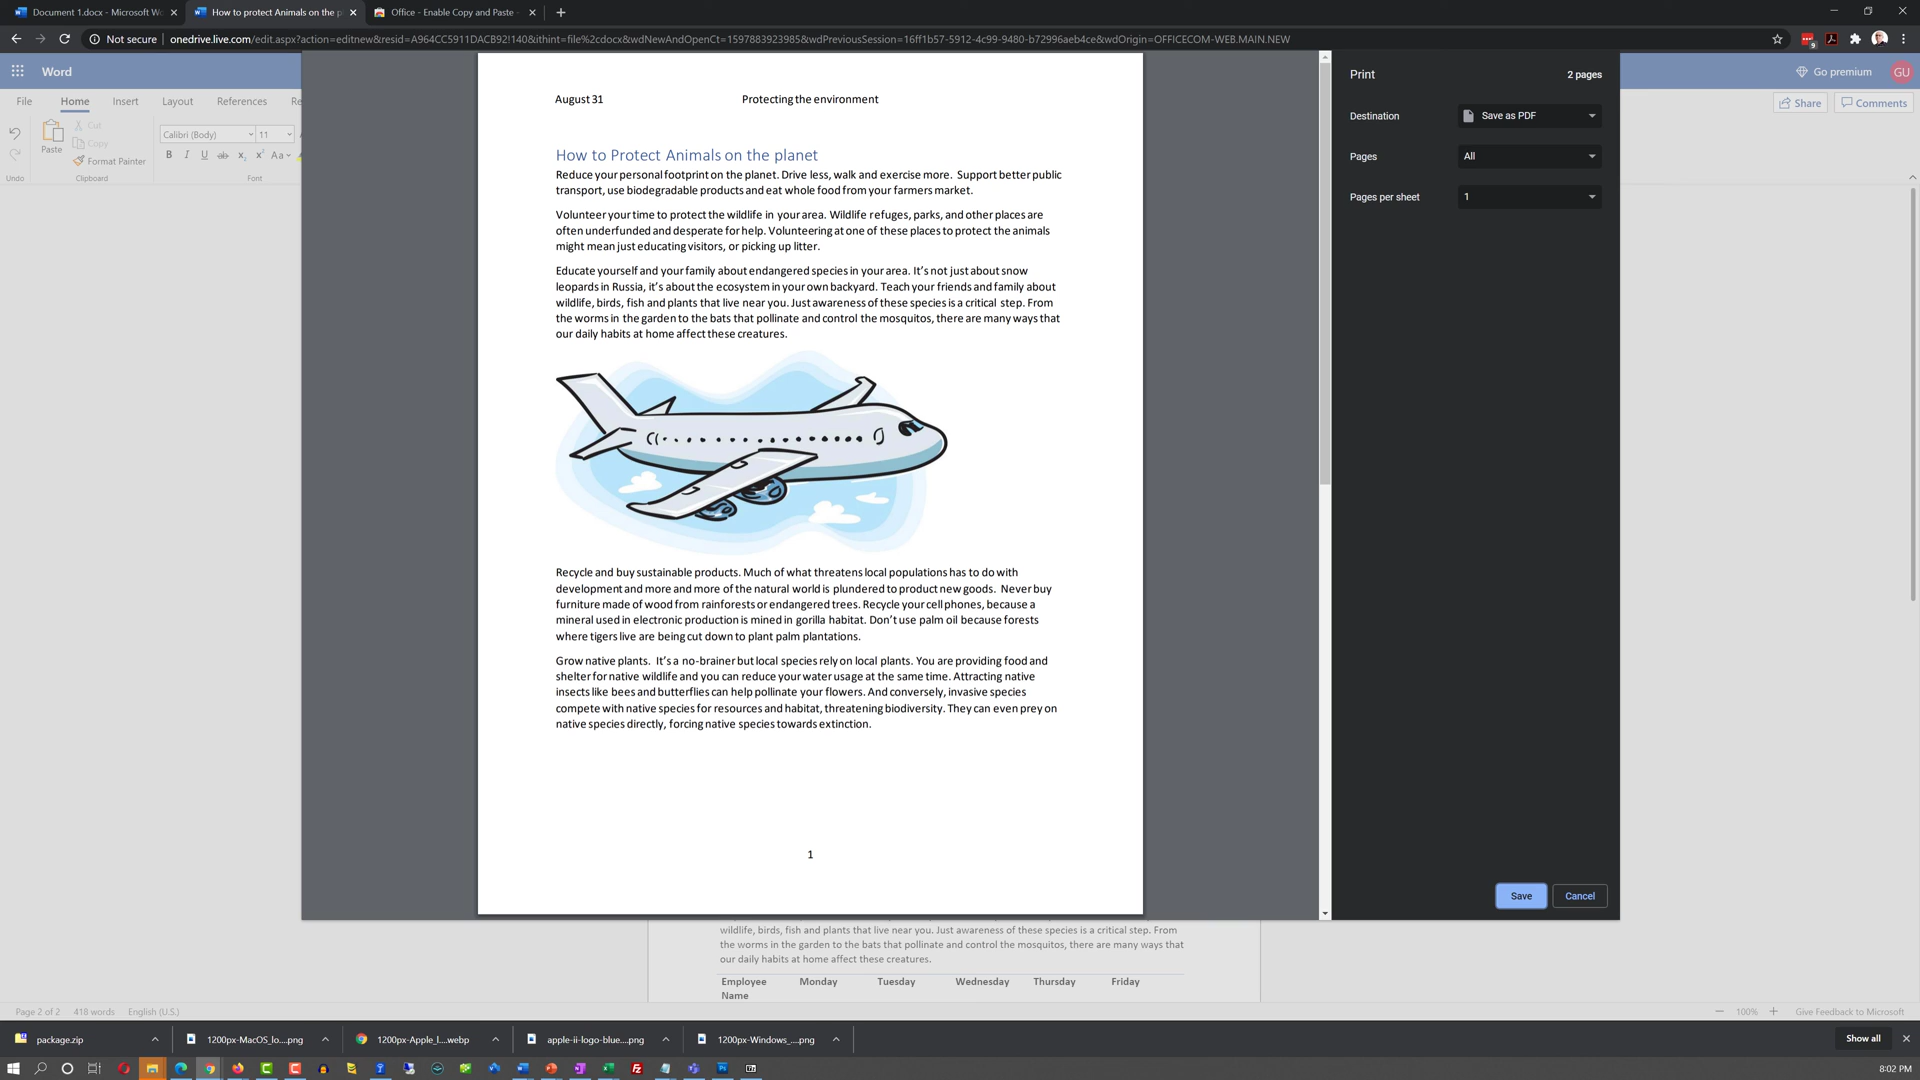 Document 1.docx - Microsoft Wo
How to protect Animals on the p
Office - Enable Copy and Paste -
Not secure
onedrive.live.com/edit.aspx?action=editnew&resid=A964CC5911DACB92!140&ithint=file%2cdocx&wdNewAndOpenCt=1597883923985&wdPreviousSession=16ff1b57-5912-4c99-9480-b72996aeb4ce&wdOrigin=OFFICECOM-WEB.MAIN.NEW
9
Word
Go premium
GU
File Home Insert Layout References Re
Share
Comments
Paste
Cut
Copy
Format Painter
Calibri (Body)
11
B I U ab x₂ x² Aa
Undo
Clipboard
Font
August 31
Protecting the environment
How to Protect Animals on the planet
Reduce your personal footprint on the planet. Drive less, walk and exercise more.  Support better public
transport, use biodegradable products and eat whole food from your farmers market.
Volunteer your time to protect the wildlife in your area. Wildlife refuges, parks, and other places are
often underfunded and desperate for help. Volunteering at one of these places to protect the animals
might mean just educating visitors, or picking up litter.
Educate yourself and your family about endangered species in your area. It's not just about snow
leopards in Russia, it's about the ecosystem in your own backyard. Teach your friends and family about
wildlife, birds, fish and plants that live near you. Just awareness of these species is a critical step. From
the worms in the garden to the bats that pollinate and control the mosquitos, there are many ways that
our daily habits at home affect these creatures.
Recycle and buy sustainable products. Much of what threatens local populations has to do with
development and more and more of the natural world is plundered to product new goods.  Never buy
furniture made of wood from rainforests or endangered trees. Recycle your cell phones, because a
mineral used in electronic production is mined in gorilla habitat. Don't use palm oil because forests
where tigers live are being cut down to plant palm plantations.
Grow native plants.  It's a no-brainer but local species rely on local plants. You are providing food and
shelter for native wildlife and you can reduce your water usage at the same time. Attracting native
insects like bees and butterflies can help pollinate your flowers. And conversely, invasive species
compete with native species for resources and habitat, threatening biodiversity. They can even prey on
native species directly, forcing native species towards extinction.
1
Print
2 pages
Destination
Save as PDF
Pages
All
Pages per sheet
1
Save
Cancel
wildlife, birds, fish and plants that live near you. Just awareness of these species is a critical step. From
the worms in the garden to the bats that pollinate and control the mosquitos, there are many ways that
our daily habits at home affect these creatures.
Employee Name
Monday
Tuesday
Wednesday
Thursday
Friday
Page 2 of 2
418 words
English (U.S.)
100%
Give Feedback to Microsoft
package.zip
1200px-MacOS_lo....png
1200px-Apple_l....webp
apple-ii-logo-blue....png
1200px-Windows_....png
Show all
8:02 PM